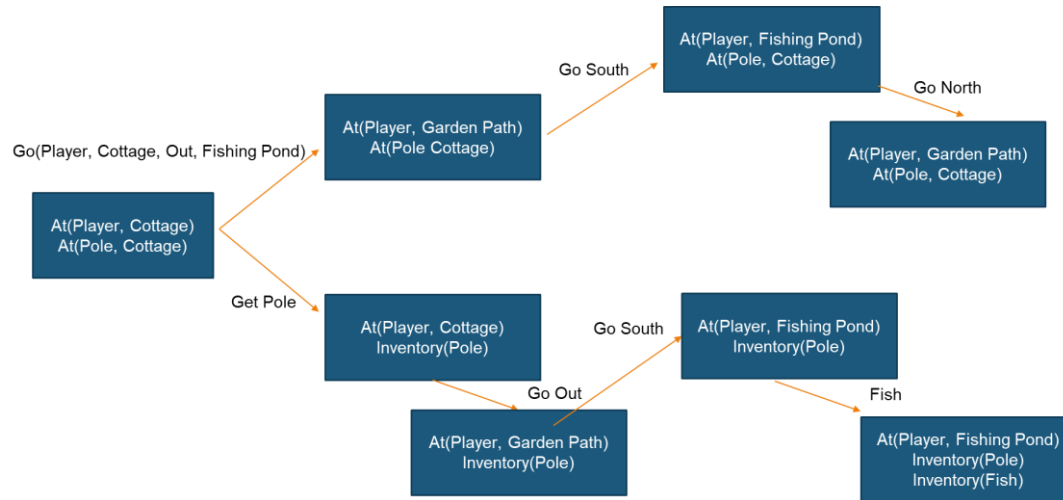 At(Player, Fishing Pond)
At(Pole, Cottage)
Go South
Go North
At(Player, Garden Path)
At(Pole Cottage)
Go(Player, Cottage, Out, Fishing Pond)
At(Player, Garden Path)
At(Pole, Cottage)
At(Player, Cottage)
At(Pole, Cottage)
Get Pole
At(Player, Cottage)
Inventory(Pole)
Go South
At(Player, Fishing Pond)
Inventory(Pole)
Go Out
Fish
At(Player, Garden Path)
Inventory(Pole)
At(Player, Fishing Pond)
Inventory(Pole)
Inventory(Fish)